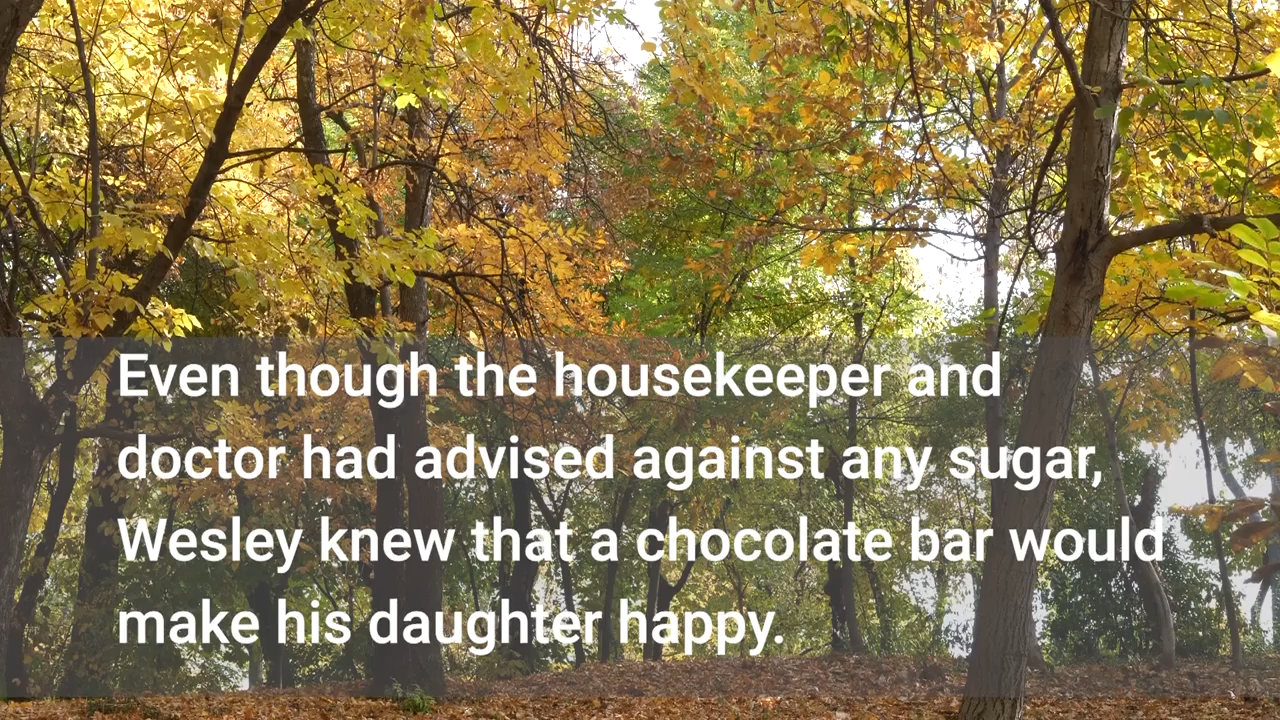 Even though the housekeeper and
doctor had advised against any sugar,
Wesley knew that a chocolate bar would
make his daughter happy.